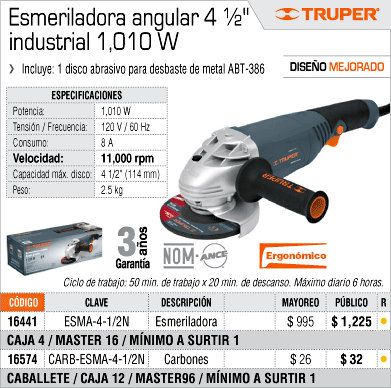 Esmeriladora angular 4 ½"
industrial 1,010 W
TRUPER
Incluye: 1 disco abrasivo para desbaste de metal ABT-386
DISEÑO MEJORADO
ESPECIFICACIONES
Potencia: 1,010 W
Tensión / Frecuencia: 120 V / 60 Hz
Consumo: 8 A
Velocidad: 11,000 rpm
Capacidad máx. disco: 4 1/2" (114 mm)
Peso: 2.5 kg
TRUPER
3 años
Garantía
NOM-ANCE
Ergonómico
Ciclo de trabajo: 50 min. de trabajo x 20 min. de descanso. Máximo diario 6 horas.
CÓDIGO CLAVE DESCRIPCIÓN MAYOREO PÚBLICO R
16441 ESMA-4-1/2N Esmeriladora $ 995 $ 1,225
CAJA 4 / MASTER 16 / MÍNIMO A SURTIR 1
16574 CARB-ESMA-4-1/2N Carbones $ 26 $ 32
CABALLETE / CAJA 12 / MASTER96 / MÍNIMO A SURTIR 1